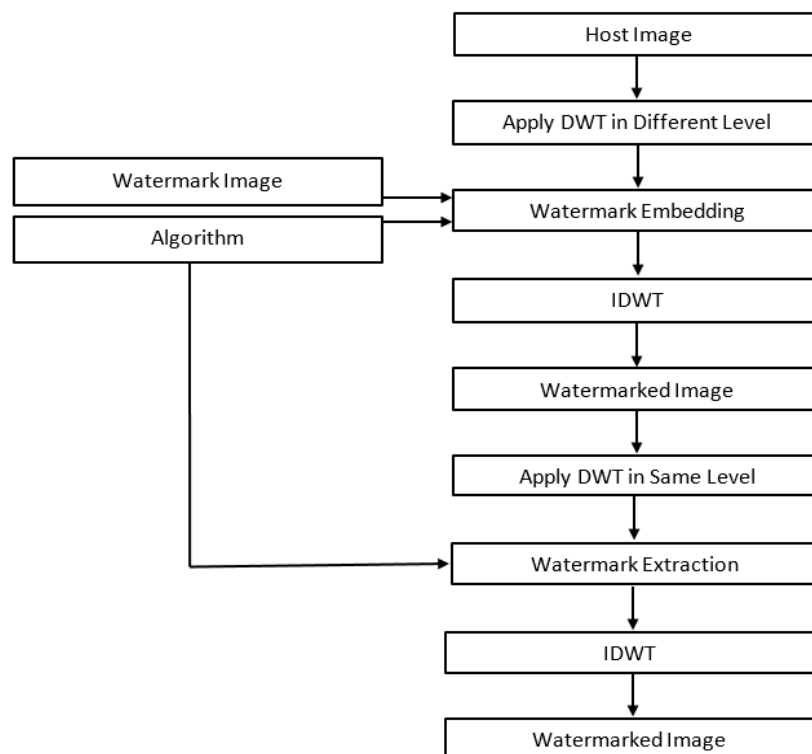 Host Image
Apply DWT in Different Level
Watermark Image
Watermark Embedding
Algorithm
IDWT
Watermarked Image
Apply DWT in Same Level
Watermark Extraction
IDWT
Watermarked Image